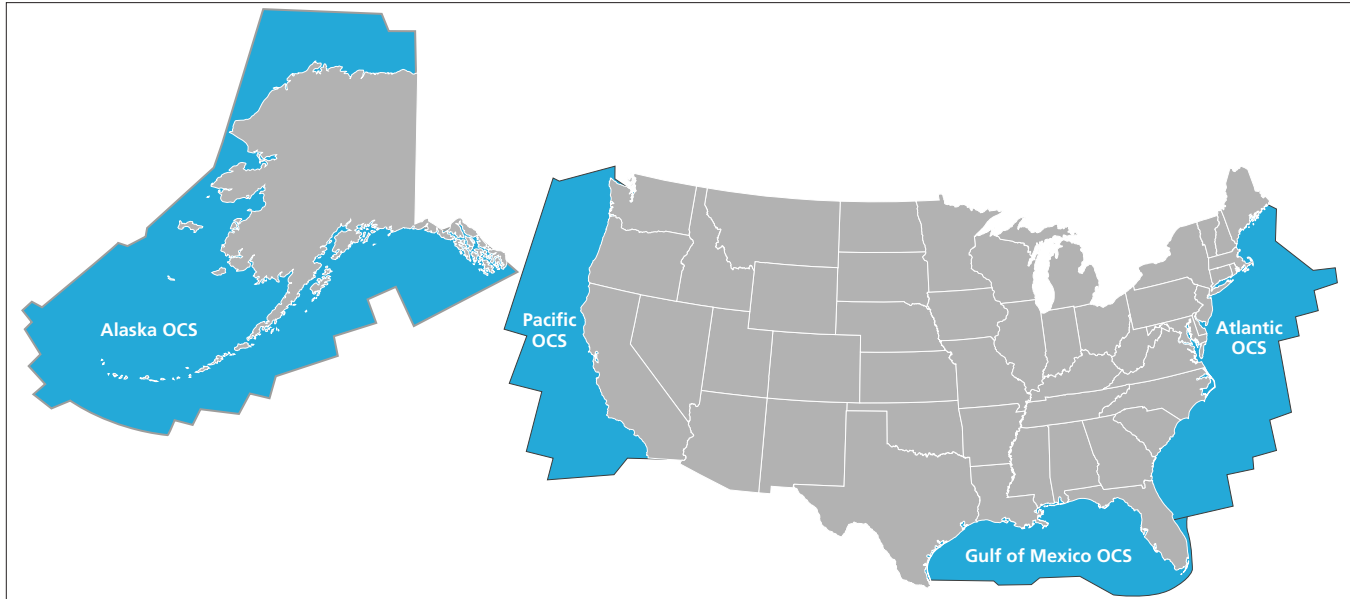 Alaska OCS
Pacific
OCS
Atlantic
OCS
Gulf of Mexico OCS